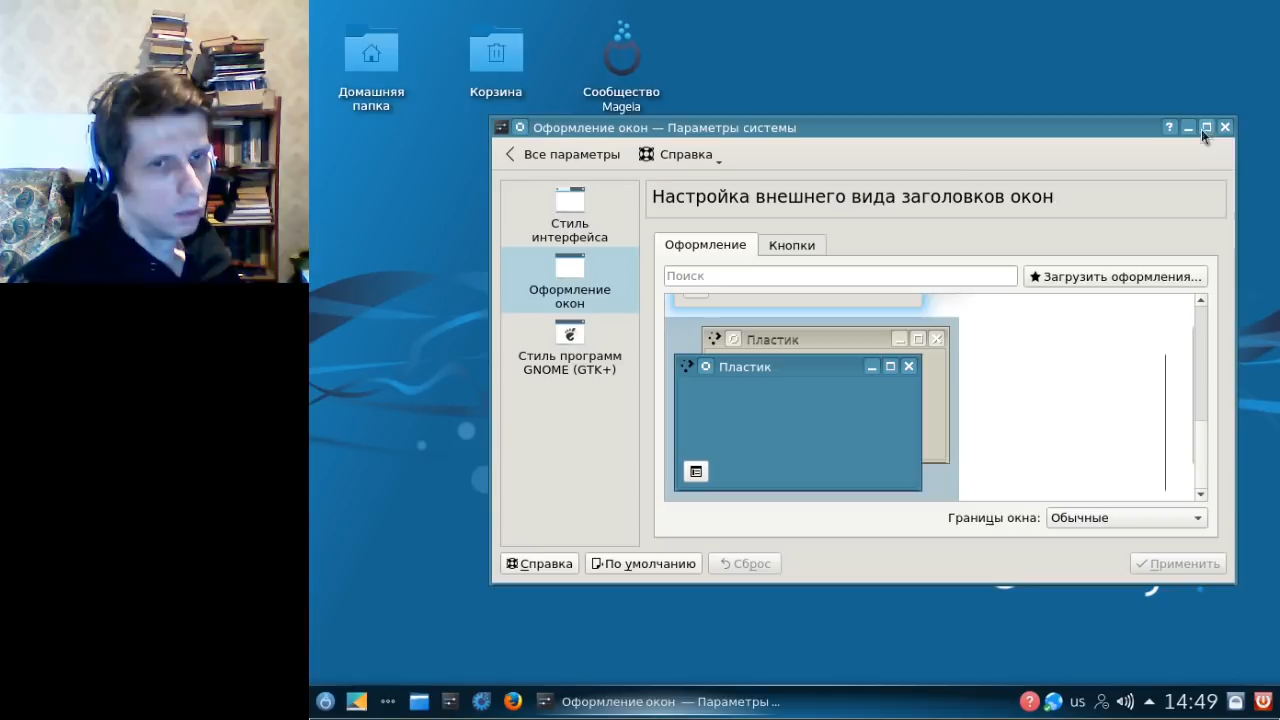 Домашняя
папка
Корзина
Сообщество
Mageia
Оформление окон — Параметры системы
Все параметры
Справка
Стиль
интерфейса
Оформление
окон
Стиль программ
GNOME (GTK+)
Настройка внешнего вида заголовков окон
Оформление
Кнопки
Поиск
Загрузить оформления...
Пластик
Пластик
Границы окна:
Обычные
Справка
По умолчанию
Сброс
Применить
Оформление окон — Параметры ...
us
14:49